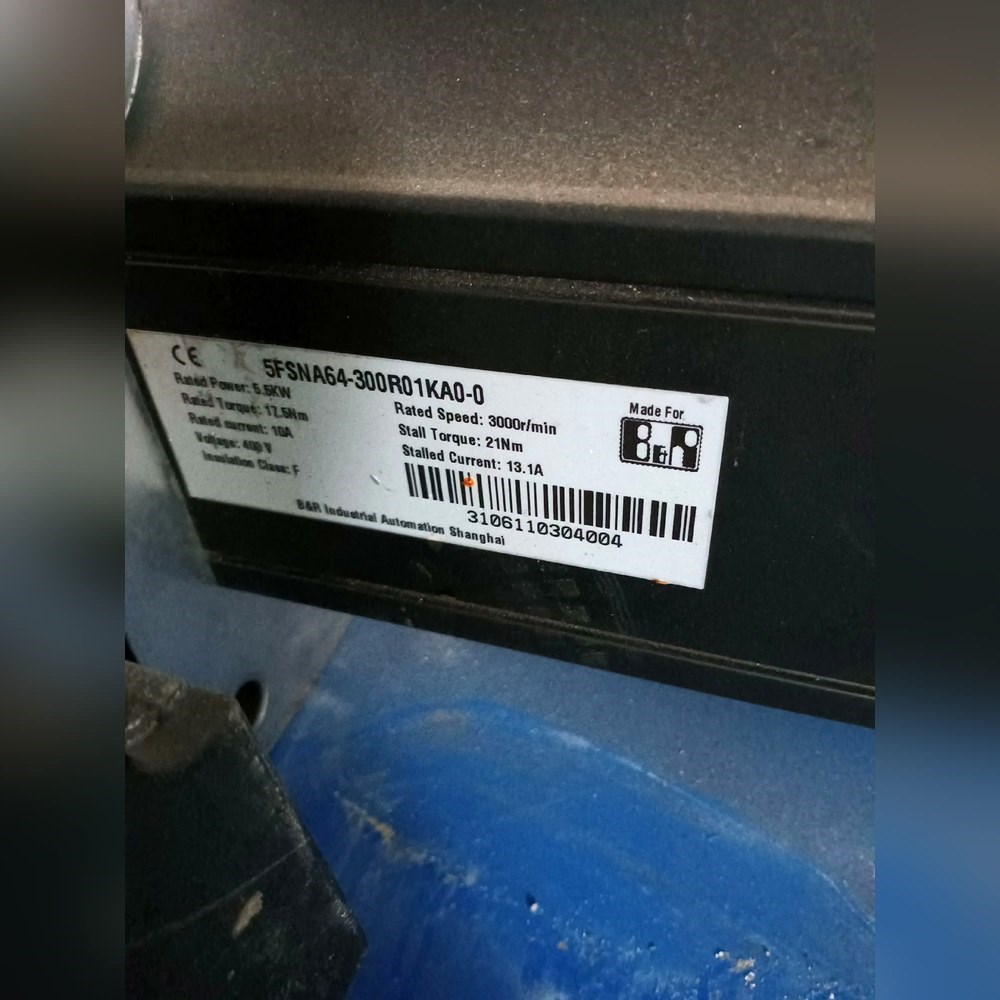 CE
5FSNA64-300R01KA0-0
Rated Power: 5.5KW
Rated Torque: 17.5Nm
Rated current: 10A
Voltage: 400 V
Insulation Class: F
Rated Speed: 3000r/min
Stall Torque: 21Nm
Stalled Current: 13.1A
Made For
B&R
3106110304004
B&R Industrial Automation Shanghai